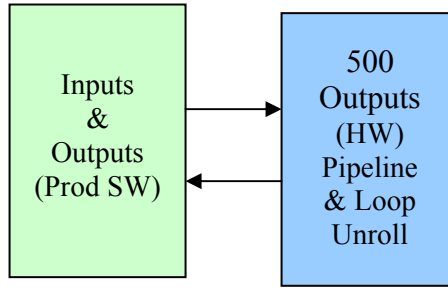 Inputs
&
Outputs
(Prod SW)
500
Outputs
(HW)
Pipeline
& Loop
Unroll